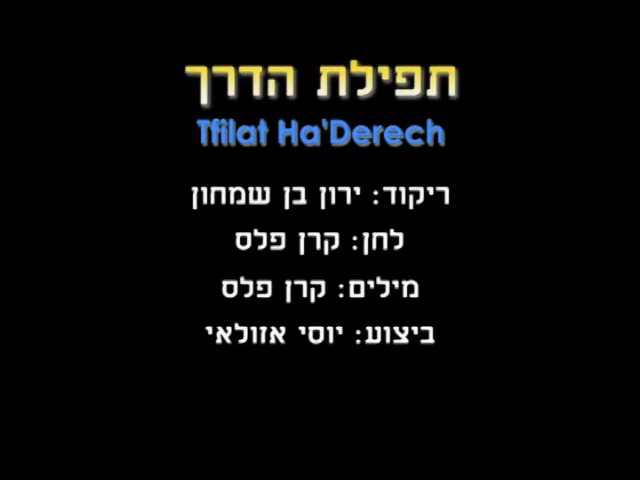 תפילת הדרך
Tfilat Ha'Derech
ריקוד: ירון בן שמחון
לחן: קרן פלס
מילים: קרן פלס
ביצוע: יוסי אזולאי